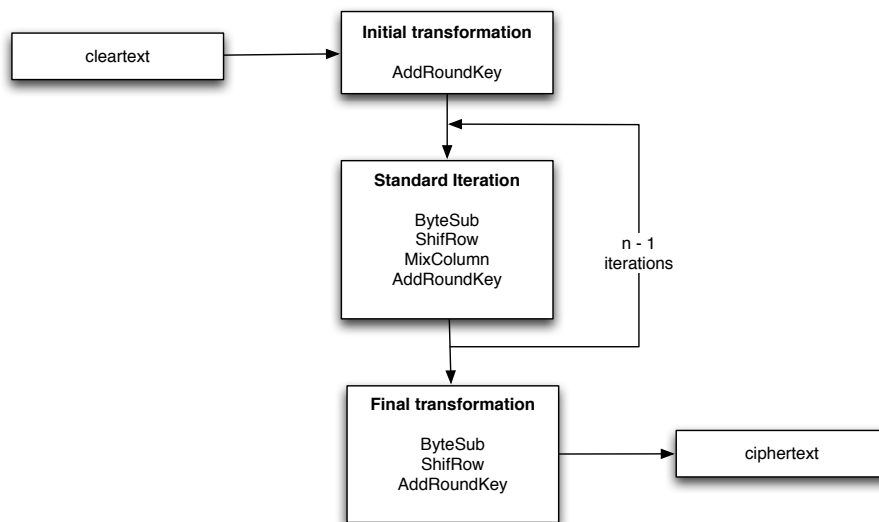 cleartext
Initial transformation
AddRoundKey
Standard Iteration
ByteSub
ShifRow
MixColumn
AddRoundKey
n - 1
iterations
Final transformation
ByteSub
ShifRow
AddRoundKey
ciphertext